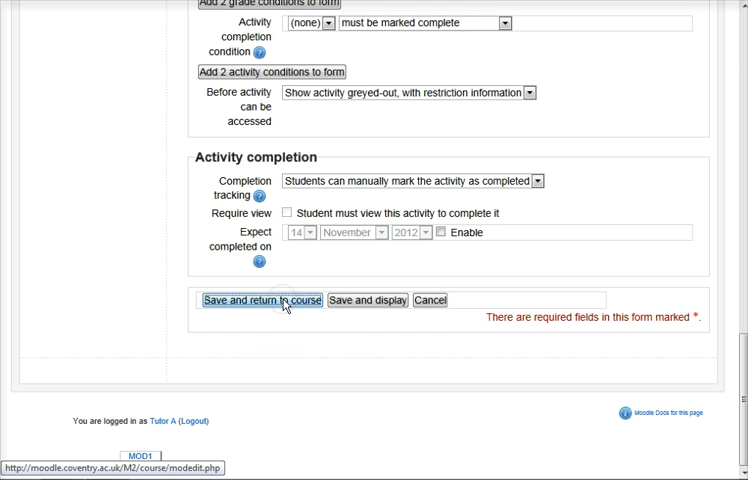 Add 2 grade conditions to form
Activity completion condition
(none) must be marked complete
Add 2 activity conditions to form
Before activity can be accessed
Show activity greyed-out, with restriction information
Activity completion
Completion tracking
Students can manually mark the activity as completed
Require view
Student must view this activity to complete it
Expect completed on
14 November 2012 Enable
Save and return to course Save and display Cancel
There are required fields in this form marked *.
You are logged in as Tutor A (Logout)
Moodle Docs for this page
MOD1
http://moodle.coventry.ac.uk/M2/course/modedit.php